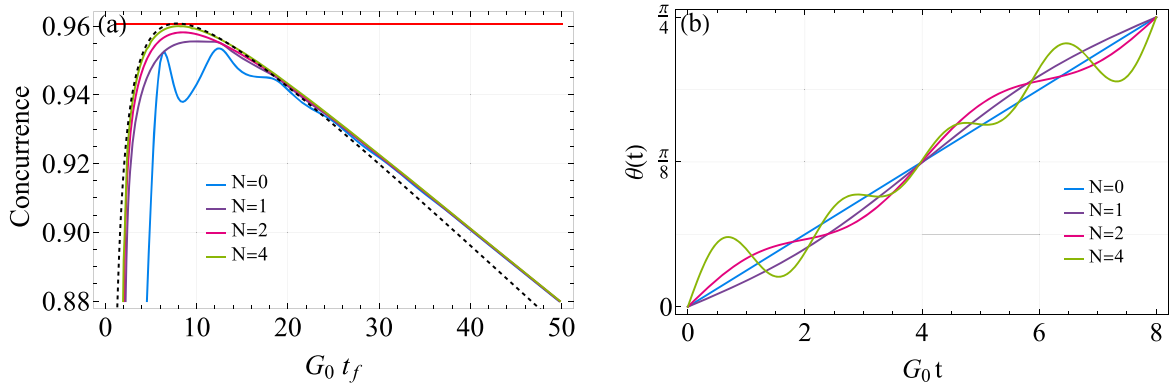 (a)
Concurrence
0.96
0.94
0.92
0.90
0.88
N=0
N=1
N=2
N=4
0 10 20 30 40 50
G₀ t_f
(b)
θ(t)
π/4
π/8
0
N=0
N=1
N=2
N=4
0 2 4 6 8
G₀ t